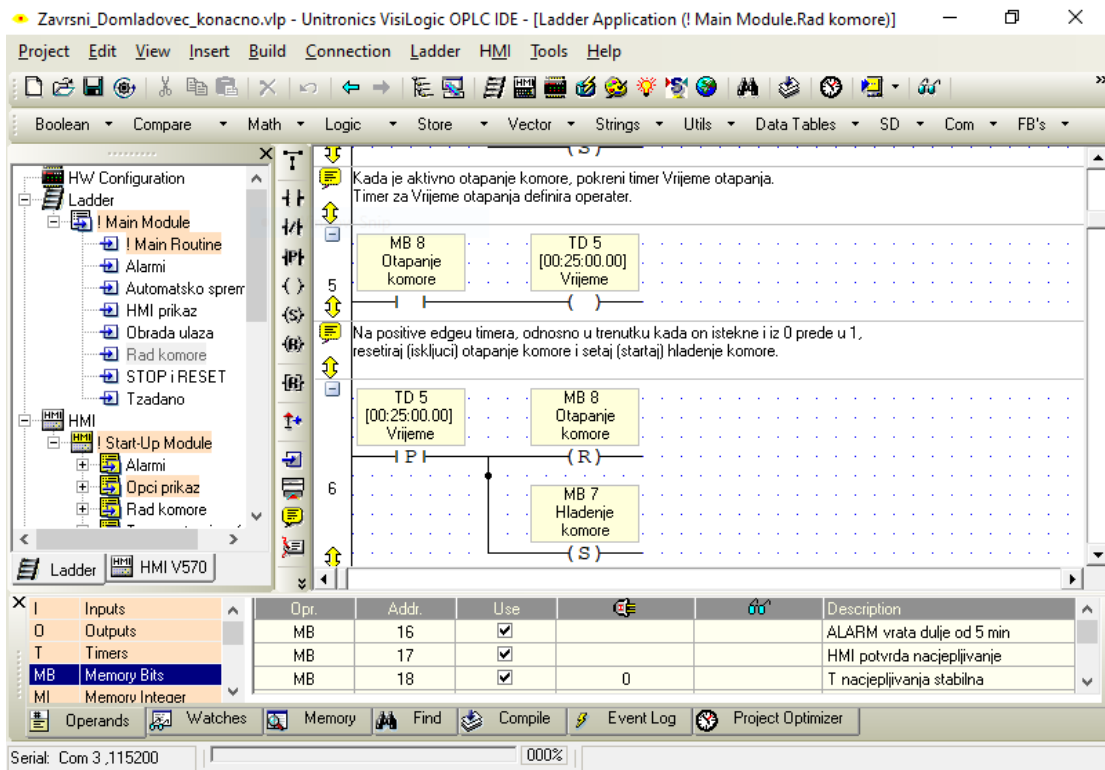 Zavrsni_Domladovec_konacno.vlp - Unitronics VisiLogic OPLC IDE - [Ladder Application (! Main Module.Rad komore)]
Project Edit View Insert Build Connection Ladder HMI Tools Help
Boolean Compare Math Logic Store Vector Strings Utils Data Tables SD Com FB's
HW Configuration
Ladder
! Main Module
! Main Routine
Alarmi
Automatsko sprem
HMI prikaz
Obrada ulaza
Rad komore
STOP i RESET
Tzadano
HMI
! Start-Up Module
Alarmi
Opci prikaz
Rad komore
Ladder HMI V570
(S)
Kada je aktivno otapanje komore, pokreni timer Vrijeme otapanja.
Timer za Vrijeme otapanja definira operater.
5
MB 8
Otapanje
komore
TD 5
[00:25:00.00]
Vrijeme
Na positive edgeu timera, odnosno u trenutku kada on istekne i iz 0 prede u 1,
resetiraj (iskljuci) otapanje komore i setaj (startaj) hladenje komore.
6
TD 5
[00:25:00.00]
Vrijeme
P
MB 8
Otapanje
komore
(R)
MB 7
Hladenje
komore
(S)
I Inputs
O Outputs
T Timers
MB Memory Bits
MI Memory Integer
Opr. Addr. Use Description
MB 16 ALARM vrata dulje od 5 min
MB 17 HMI potvrda nacjepljivanje
MB 18 0 T nacjepljivanja stabilna
Operands Watches Memory Find Compile Event Log Project Optimizer
Serial: Com 3 ,115200 000%